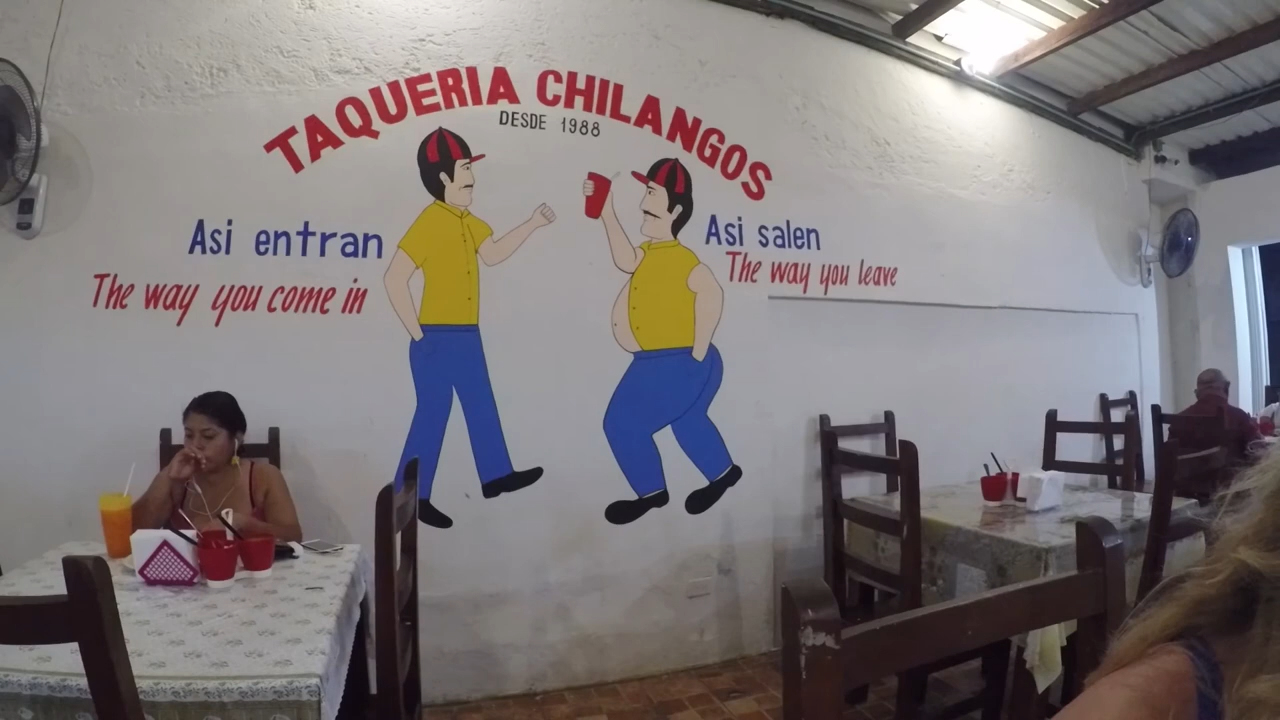 TAQUERIA CHILANGOS
DESDE 1988
Asi entran
The way you come in
Asi salen
The way you leave